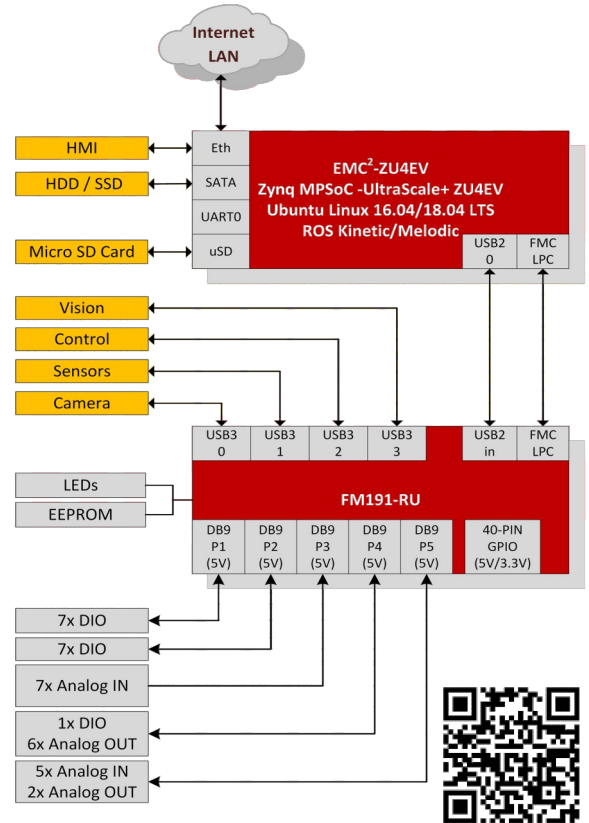 Internet
LAN
HMI
HDD / SSD
Micro SD Card
Eth
SATA
UART0
uSD
EMC²-ZU4EV
Zynq MPSoC -UltraScale+ ZU4EV
Ubuntu Linux 16.04/18.04 LTS
ROS Kinetic/Melodic
USB2
0
FMC
LPC
Vision
Control
Sensors
Camera
USB3
0
USB3
1
USB3
2
USB3
3
USB2
in
FMC
LPC
LEDs
EEPROM
FM191-RU
DB9
P1
(5V)
DB9
P2
(5V)
DB9
P3
(5V)
DB9
P4
(5V)
DB9
P5
(5V)
40-PIN
GPIO
(5V/3.3V)
7x DIO
7x DIO
7x Analog IN
1x DIO
6x Analog OUT
5x Analog IN
2x Analog OUT